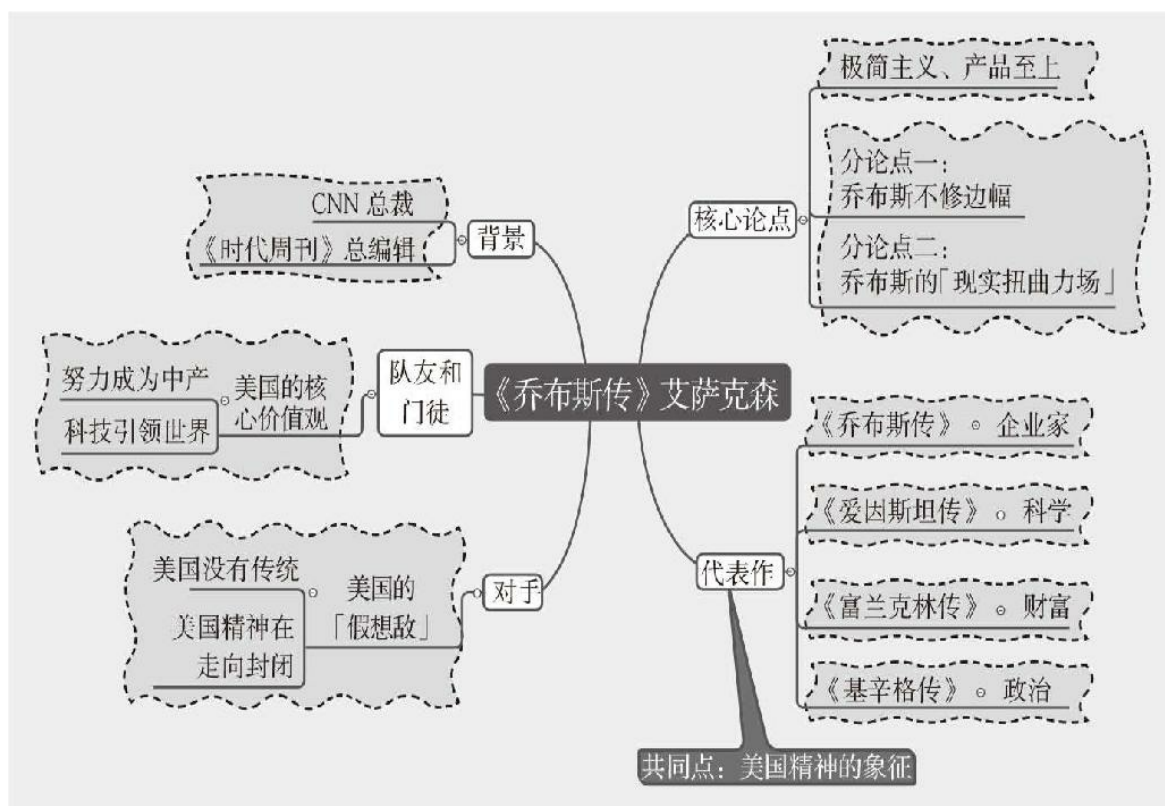 《乔布斯传》艾萨克森
核心论点
极简主义、产品至上
分论点一：
乔布斯不修边幅
分论点二：
乔布斯的「现实扭曲力场」
代表作
《乔布斯传》
企业家
《爱因斯坦传》
科学
《富兰克林传》
财富
《基辛格传》
政治
共同点：美国精神的象征
背景
CNN 总裁
《时代周刊》总编辑
队友和
门徒
美国的核
心价值观
努力成为中产
科技引领世界
对手
美国的
「假想敌」
美国没有传统
美国精神在
走向封闭